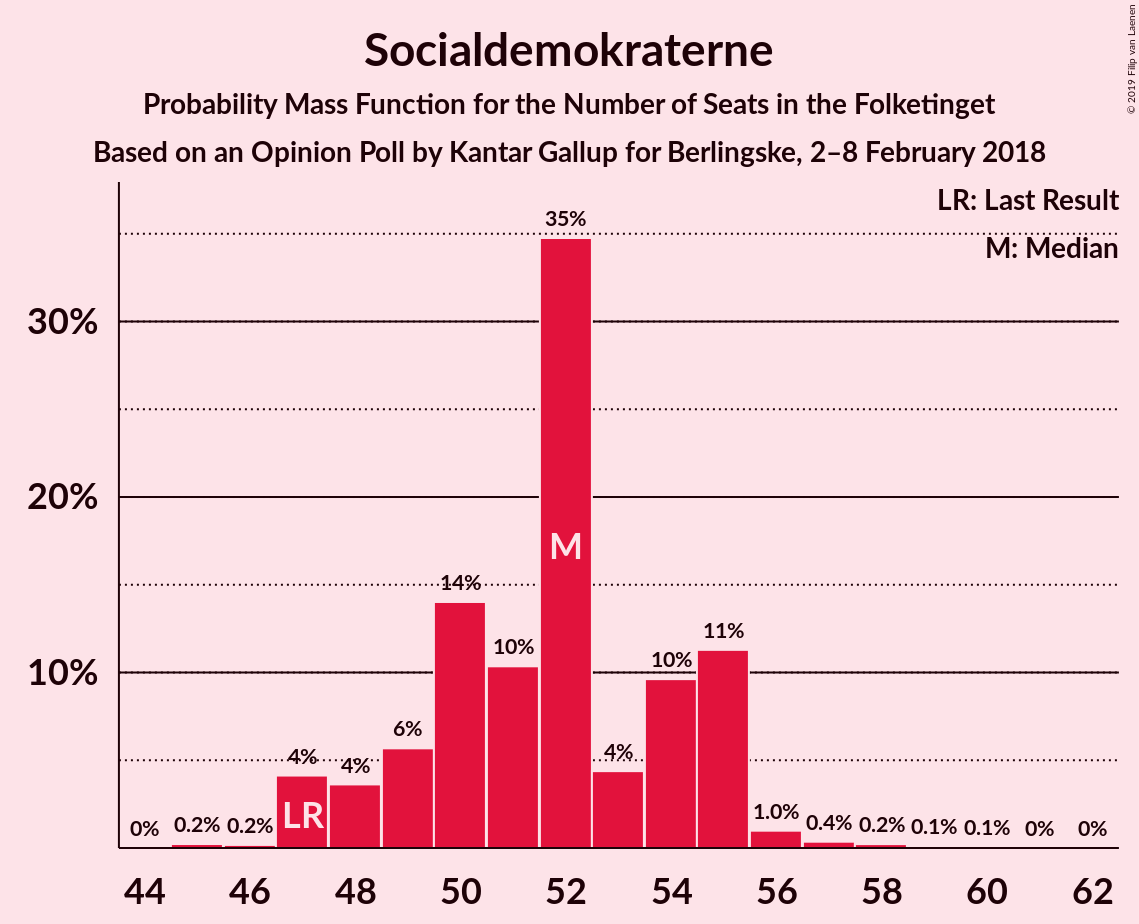 Socialdemokraterne
Probability Mass Function for the Number of Seats in the Folketinget
Based on an Opinion Poll by Kantar Gallup for Berlingske, 2–8 February 2018
© 2019 Filip van Laenen
LR: Last Result
M: Median
30%
20%
10%
0%
0.2%
0.2%
4%
4%
6%
14%
10%
35%
4%
10%
11%
1.0%
0.4%
0.2%
0.1%
0.1%
0%
0%
LR
M
44 46 48 50 52 54 56 58 60 62